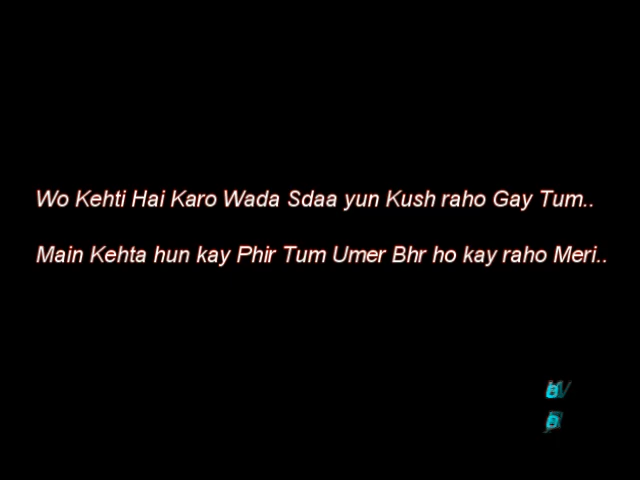 Wo Kehti Hai Karo Wada Sdaa yun Kush raho Gay Tum..
Main Kehta hun kay Phir Tum Umer Bhr ho kay raho Meri..